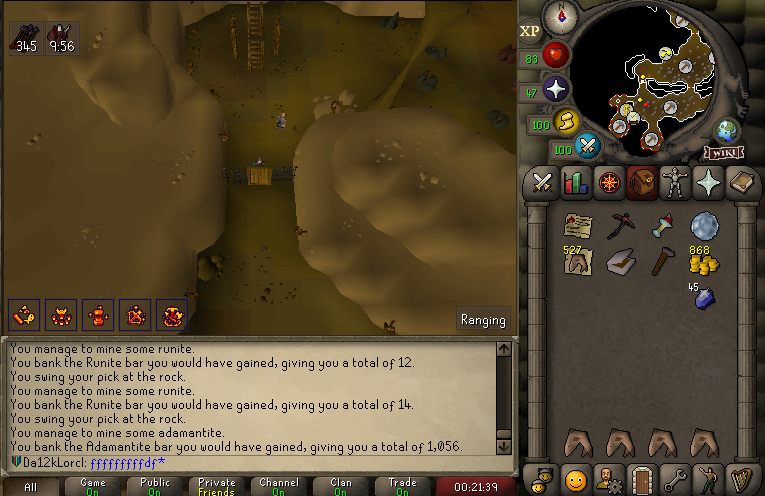 345
9:56
XP
83
47
100
100
WIKI
527
868
45
Ranging
You manage to mine some runite.
You bank the Runite bar you would have gained, giving you a total of 12.
You swing your pick at the rock.
You manage to mine some runite.
You bank the Runite bar you would have gained, giving you a total of 14.
You swing your pick at the rock.
You manage to mine some adamantite.
You bank the Adamantite bar you would have gained, giving you a total of 1,056.
Da12kLorcl: fffffffffdf*
All
Game
On
Public
On
Private
Friends
Channel
On
Clan
On
Trade
On
00:21:39